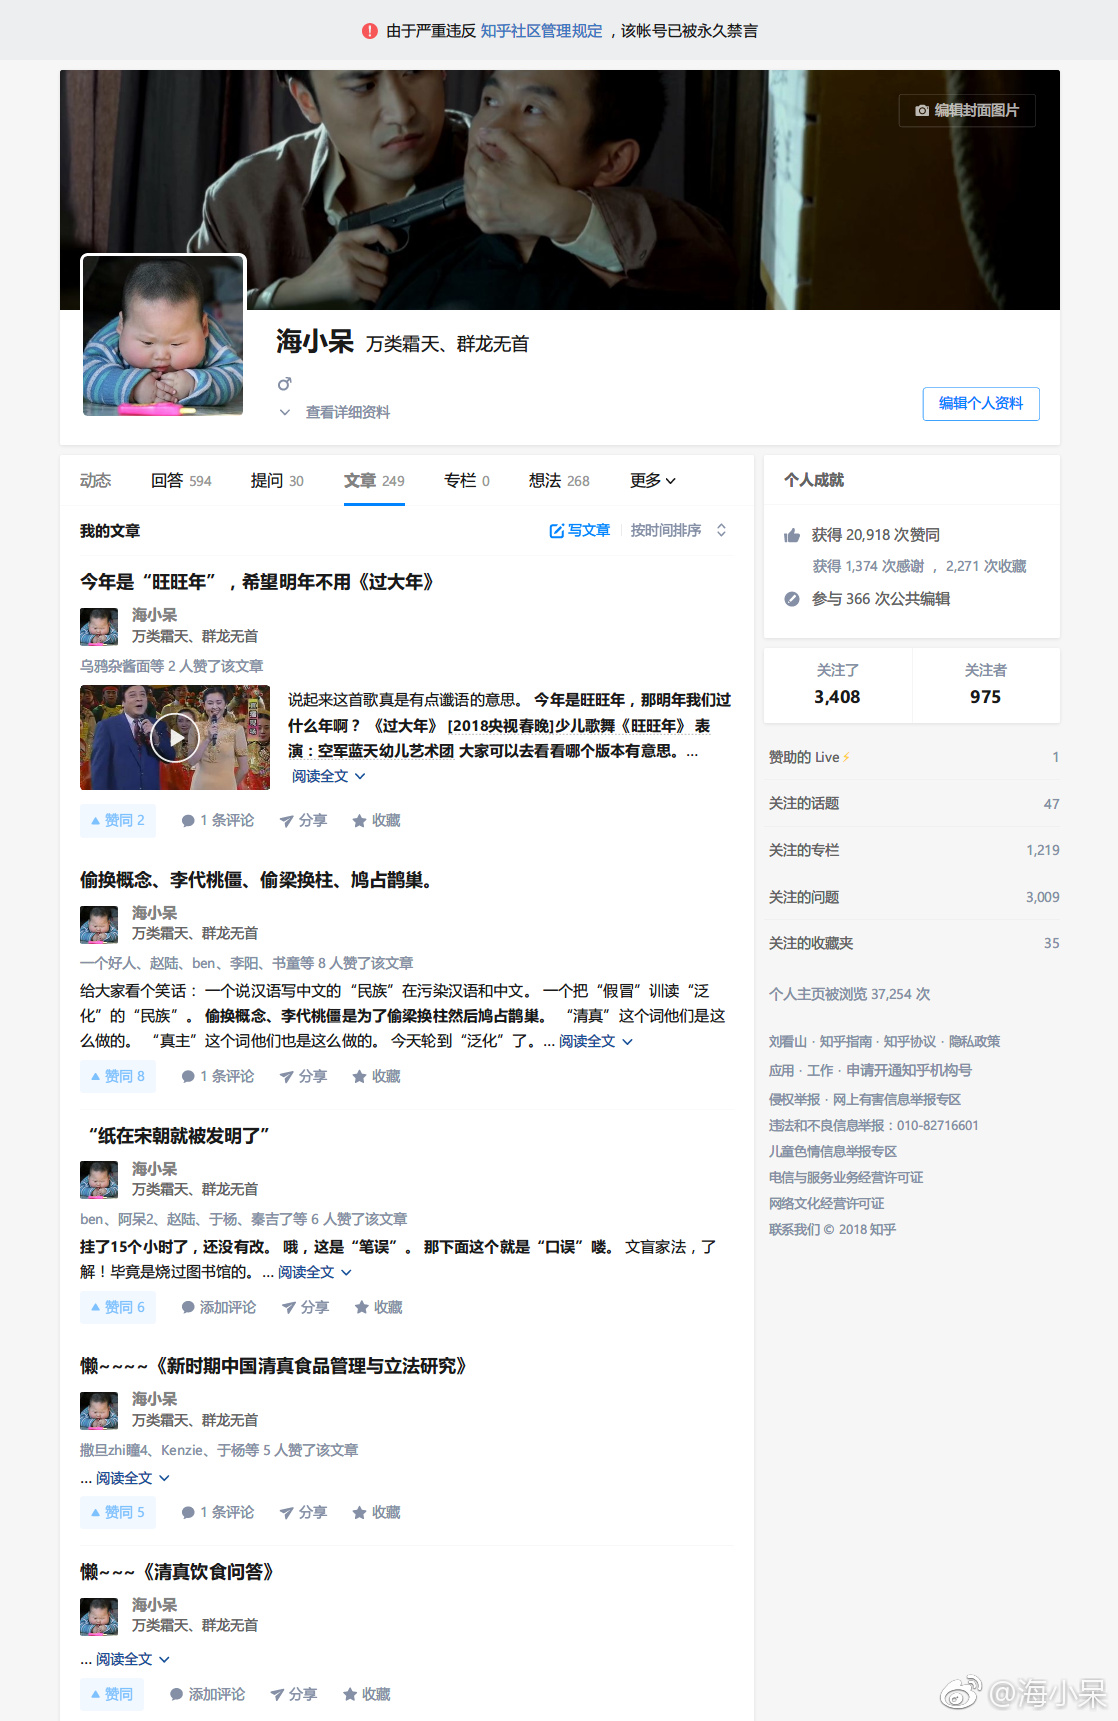 由于严重违反 知乎社区管理规定 ，该帐号已被永久禁言
编辑封面图片
海小呆 万类霜天、群龙无首
查看详细资料
编辑个人资料
动态 回答 594 提问 30 文章 249 专栏 0 想法 268 更多
我的文章 写文章 按时间排序
今年是“旺旺年”，希望明年不用《过大年》
海小呆
万类霜天、群龙无首
乌鸦杂酱面等 2 人赞了该文章
说起来这首歌真是有点谶语的意思。 今年是旺旺年，那明年我们过
什么年啊？ 《过大年》 [2018央视春晚]少儿歌舞《旺旺年》 表
演：空军蓝天幼儿艺术团 大家可以去看看哪个版本有意思。…
阅读全文
赞同 2 1 条评论 分享 收藏
偷换概念、李代桃僵、偷梁换柱、鸠占鹊巢。
海小呆
万类霜天、群龙无首
一个好人、赵陆、ben、李阳、书童等 8 人赞了该文章
给大家看个笑话： 一个说汉语写中文的“民族”在污染汉语和中文。 一个把“假冒”训读“泛
化”的“民族”。 偷换概念、李代桃僵是为了偷梁换柱然后鸠占鹊巢。 “清真”这个词他们是这
么做的。 “真主”这个词他们也是这么做的。 今天轮到“泛化”了。… 阅读全文
赞同 8 1 条评论 分享 收藏
“纸在宋朝就被发明了”
海小呆
万类霜天、群龙无首
ben、阿呆2、赵陆、于杨、秦吉了等 6 人赞了该文章
挂了15个小时了，还没有改。 哦，这是“笔误”。 那下面这个就是“口误”喽。 文盲家法，了
解！毕竟是烧过图书馆的。… 阅读全文
赞同 6 添加评论 分享 收藏
懒~~~~《新时期中国清真食品管理与立法研究》
海小呆
万类霜天、群龙无首
撒旦zhi瞳4、Kenzie、于杨等 5 人赞了该文章
… 阅读全文
赞同 5 1 条评论 分享 收藏
懒~~~《清真饮食问答》
海小呆
万类霜天、群龙无首
… 阅读全文
赞同 添加评论 分享 收藏
个人成就
获得 20,918 次赞同
获得 1,374 次感谢 ， 2,271 次收藏
参与 366 次公共编辑
关注了 关注者
3,408 975
赞助的 Live 1
关注的话题 47
关注的专栏 1,219
关注的问题 3,009
关注的收藏夹 35
个人主页被浏览 37,254 次
刘看山 · 知乎指南 · 知乎协议 · 隐私政策
应用 · 工作 · 申请开通知乎机构号
侵权举报 · 网上有害信息举报专区
违法和不良信息举报：010-82716601
儿童色情信息举报专区
电信与服务业务经营许可证
网络文化经营许可证
联系我们 © 2018 知乎
@海小呆